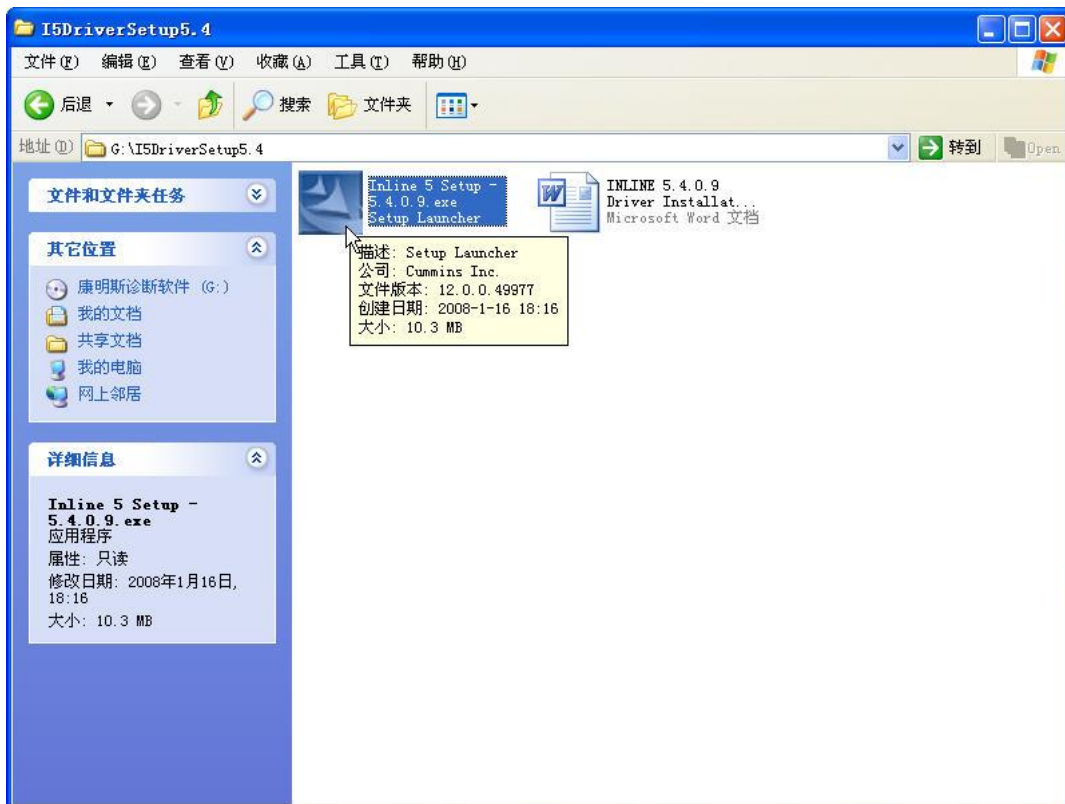 I5DriverSetup5.4
文件(F) 编辑(E) 查看(V) 收藏(A) 工具(T) 帮助(H)
后退 搜索 文件夹
地址(D) G:\I5DriverSetup5.4 转到 Open
文件和文件夹任务
其它位置
康明斯诊断软件 (G:)
我的文档
共享文档
我的电脑
网上邻居
详细信息
Inline 5 Setup -
5.4.0.9.exe
应用程序
属性: 只读
修改日期: 2008年1月16日,
18:16
大小: 10.3 MB
Inline 5 Setup -
5.4.0.9.exe
Setup Launcher
INLINE 5.4.0.9
Driver Installat...
Microsoft Word 文档
描述: Setup Launcher
公司: Cummins Inc.
文件版本: 12.0.0.49977
创建日期: 2008-1-16 18:16
大小: 10.3 MB